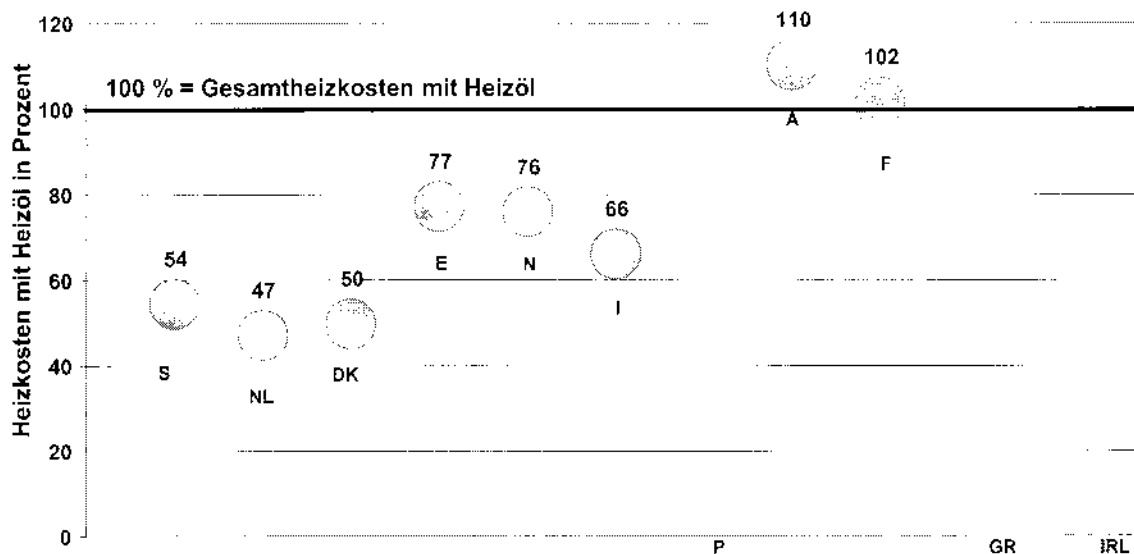 Heizkosten mit Heizöl in Prozent
120
100
80
60
40
20
0
100 % = Gesamtheizkosten mit Heizöl
54
S
47
NL
50
DK
77
E
76
N
66
I
P
110
A
102
F
GR
IRL